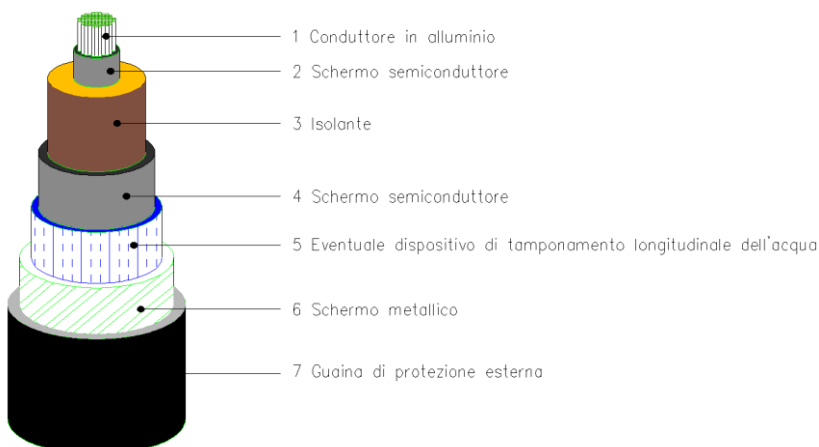 1 Conduttore in alluminio
2 Schermo semiconduttore
3 Isolante
4 Schermo semiconduttore
5 Eventuale dispositivo di tamponamento longitudinale dell'acqua
6 Schermo metallico
7 Guaina di protezione esterna